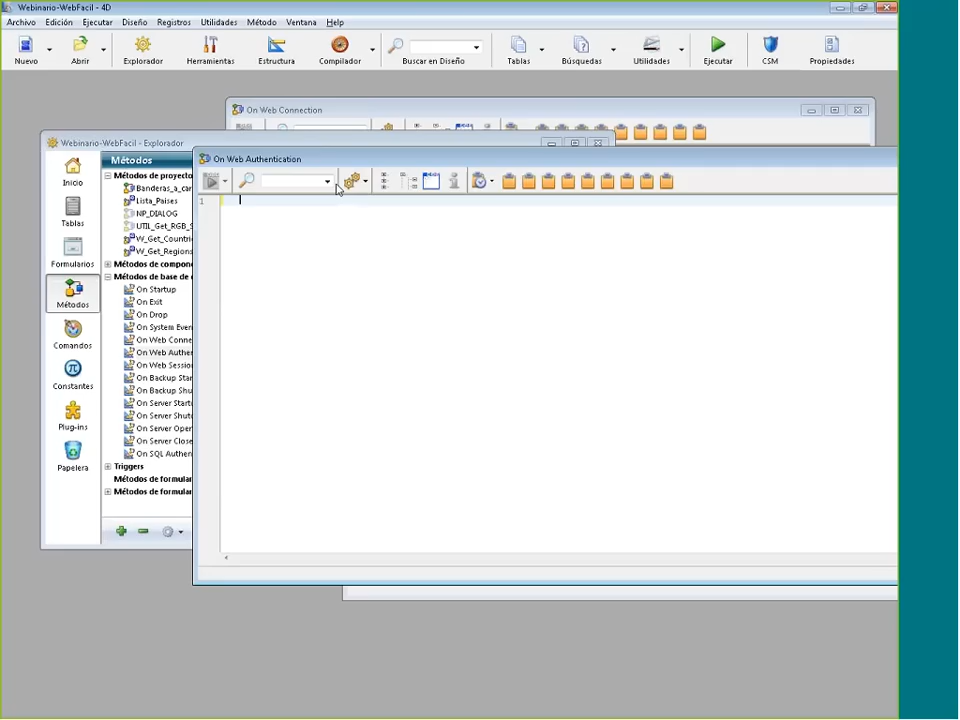 Webinario-WebFacil - 4D
Archivo Edición Ejecutar Diseño Registros Utilidades Método Ventana Help
Nuevo Abrir Explorador Herramientas Estructura Compilador Buscar en Diseño Tablas Búsquedas Utilidades Ejecutar CSM Propiedades
On Web Connection
Webinario-WebFacil - Explorador
On Web Authentication
Inicio
Tablas
Formularios
Métodos
Comandos
Constantes
Plug-ins
Papelera
Métodos
Métodos de proyecto
Banderas_a_car
Lista_Paises
NP_DIALOG
UTIL_Get_RGB_S
W_Get_Countri
W_Get_Regions
Métodos de compone
Métodos de base de
On Startup
On Exit
On Drop
On System Even
On Web Conne
On Web Authe
On Web Sessio
On Backup Star
On Backup Shu
On Server Start
On Server Shut
On Server Open
On Server Close
On SQL Authen
Triggers
Métodos de formular
Métodos de formular
1